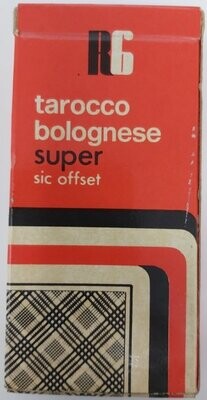 RG
tarocco
bolognese
super
sic offset